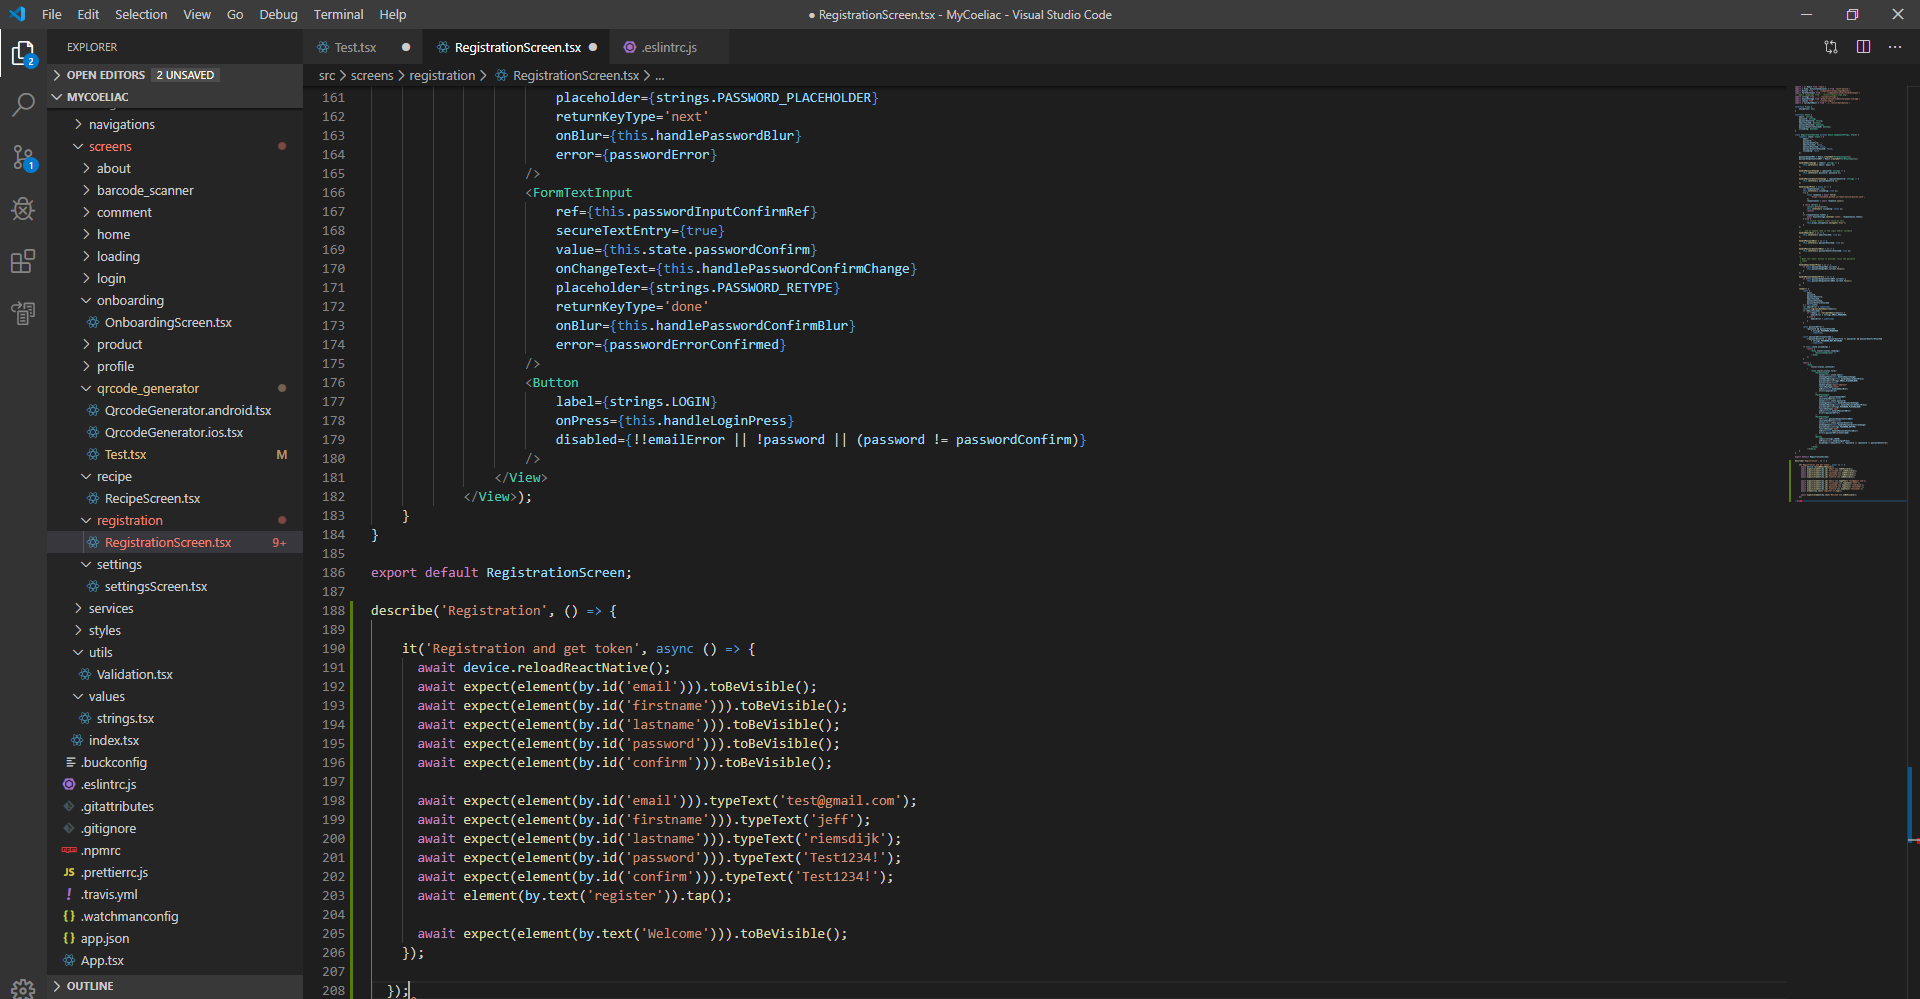 File Edit Selection View Go Debug Terminal Help
● RegistrationScreen.tsx - MyCoeliac - Visual Studio Code
EXPLORER
OPEN EDITORS 2 UNSAVED
MYCOELIAC
navigations
screens
about
barcode_scanner
comment
home
loading
login
onboarding
OnboardingScreen.tsx
product
profile
qrcode_generator
QrcodeGenerator.android.tsx
QrcodeGenerator.ios.tsx
Test.tsx M
recipe
RecipeScreen.tsx
registration
RegistrationScreen.tsx 9+
settings
settingsScreen.tsx
services
styles
utils
Validation.tsx
values
strings.tsx
index.tsx
.buckconfig
.eslintrc.js
.gitattributes
.gitignore
.npmrc
JS .prettierrc.js
! .travis.yml
{} .watchmanconfig
{} app.json
App.tsx
OUTLINE
2
1
Test.tsx ● RegistrationScreen.tsx ● .eslintrc.js
src > screens > registration > RegistrationScreen.tsx > ...
161 placeholder={strings.PASSWORD_PLACEHOLDER}
162 returnKeyType='next'
163 onBlur={this.handlePasswordBlur}
164 error={passwordError}
165 />
166 <FormTextInput
167 ref={this.passwordInputConfirmRef}
168 secureTextEntry={true}
169 value={this.state.passwordConfirm}
170 onChangeText={this.handlePasswordConfirmChange}
171 placeholder={strings.PASSWORD_RETYPE}
172 returnKeyType='done'
173 onBlur={this.handlePasswordConfirmBlur}
174 error={passwordErrorConfirmed}
175 />
176 <Button
177 label={strings.LOGIN}
178 onPress={this.handleLoginPress}
179 disabled={!!emailError || !password || (password != passwordConfirm)}
180 />
181 </View>
182 </View>);
183 }
184 }
185
186 export default RegistrationScreen;
187
188 describe('Registration', () => {
189
190 it('Registration and get token', async () => {
191 await device.reloadReactNative();
192 await expect(element(by.id('email'))).toBeVisible();
193 await expect(element(by.id('firstname'))).toBeVisible();
194 await expect(element(by.id('lastname'))).toBeVisible();
195 await expect(element(by.id('password'))).toBeVisible();
196 await expect(element(by.id('confirm'))).toBeVisible();
197
198 await expect(element(by.id('email'))).typeText('test@gmail.com');
199 await expect(element(by.id('firstname'))).typeText('jeff');
200 await expect(element(by.id('lastname'))).typeText('riemsdijk');
201 await expect(element(by.id('password'))).typeText('Test1234!');
202 await expect(element(by.id('confirm'))).typeText('Test1234!');
203 await element(by.text('register')).tap();
204
205 await expect(element(by.text('Welcome'))).toBeVisible();
206 });
207
208 });